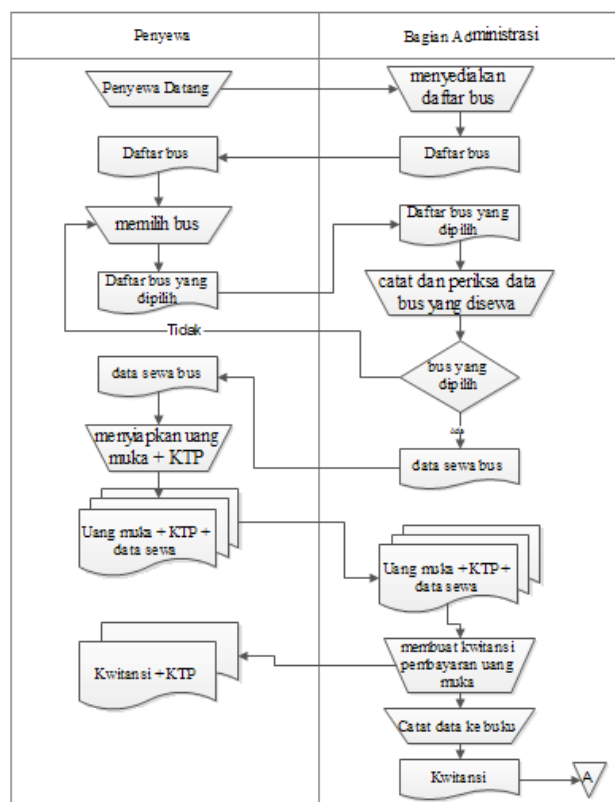 Penyewa
Bagian Administrasi
Penyewa Datang
menyediakan
daftar bus
Daftar bus
Daftar bus
memilih bus
Daftar bus yang
dipilih
Daftar bus yang
dipilih
catat dan periksa data
bus yang disewa
Tidak
bus yang
dipilih
Ada
data sewa bus
data sewa bus
menyiapkan uang
muka + KTP
Uang muka + KTP +
data sewa
Uang muka + KTP +
data sewa
membuat kwitansi
pembayaran uang
muka
Kwitansi + KTP
Catat data ke buku
Kwitansi
A